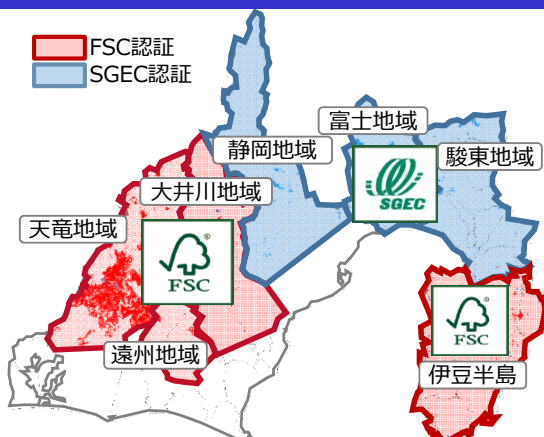 FSC認証
SGEC認証
富士地域
静岡地域
駿東地域
大井川地域
SGEC
天竜地域
FSC
®
遠州地域
FSC
®
伊豆半島